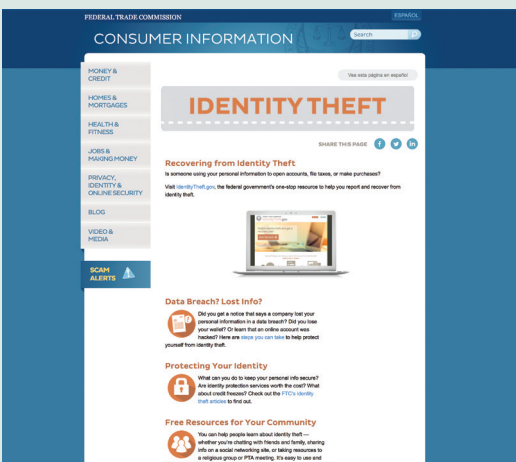 FEDERAL TRADE COMMISSION
ESPAÑOL
CONSUMER INFORMATION
Search
MONEY &
CREDIT
HOMES &
MORTGAGES
HEALTH &
FITNESS
JOBS &
MAKING MONEY
PRIVACY,
IDENTITY &
ONLINE SECURITY
BLOG
VIDEO &
MEDIA
SCAM
ALERTS
Vea esta página en español
IDENTITY THEFT
SHARE THIS PAGE
Recovering from Identity Theft
Is someone using your personal information to open accounts, file taxes, or make purchases?
Visit IdentityTheft.gov, the federal government's one-stop resource to help you report and recover from
identity theft.
Data Breach? Lost Info?
Did you get a notice that says a company lost your
personal information in a data breach? Did you lose
your wallet? Or learn that an online account was
hacked? Here are steps you can take to help protect
yourself from identity theft.
Protecting Your Identity
What can you do to keep your personal info secure?
Are identity protection services worth the cost? What
about credit freezes? Check out the FTC's identity
theft articles to find out.
Free Resources for Your Community
You can help people learn about identity theft —
whether you're chatting with friends and family, sharing
info on a social networking site, or taking resources to
a religious group or PTA meeting. It's easy to use and